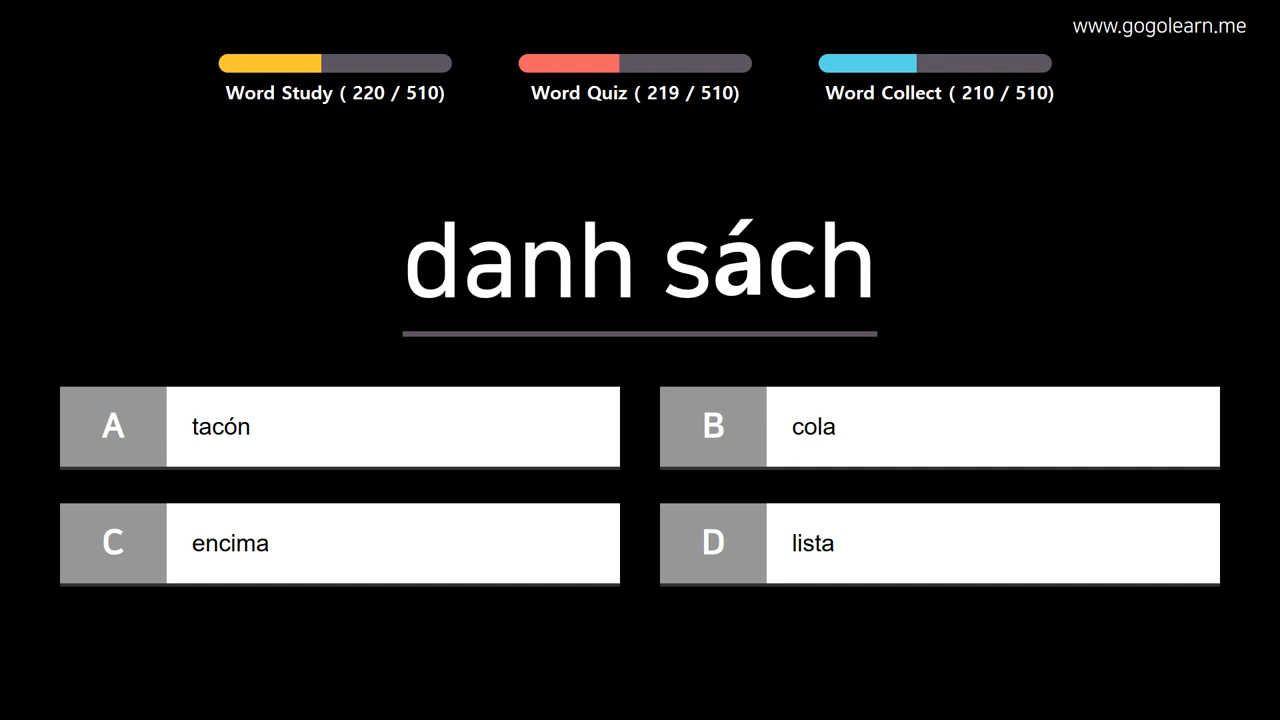 www.gogolearn.me
Word Study ( 220 / 510)
Word Quiz ( 219 / 510)
Word Collect ( 210 / 510)
danh sách
A tacón
B cola
C encima
D lista